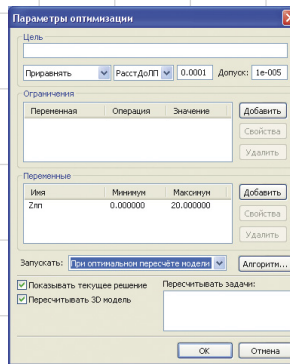 Параметры оптимизации
Цель
Приравнять РасстДоЛП 0.0001 Допуск: 1e-005
Ограничения
Переменная Операция Значение Добавить
Свойства
Удалить
Переменные
Имя Минимум Максимум Добавить
Zлп 0.000000 20.000000
Свойства
Удалить
Запускать: При оптимальном пересчёте модели Алгоритм...
Показывать текущее решение Пересчитывать задачи:
Пересчитывать 3D модель
OK Отмена